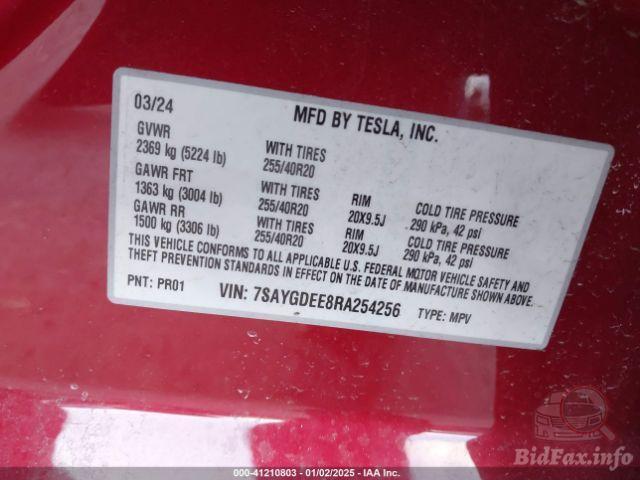 03/24 MFD BY TESLA, INC.
GVWR
2369 kg (5224 lb) WITH TIRES 255/40R20
GAWR FRT
1363 kg (3004 lb) WITH TIRES 255/40R20 RIM 20X9.5J COLD TIRE PRESSURE 290 kPa, 42 psi
GAWR RR
1500 kg (3306 lb) WITH TIRES 255/40R20 RIM 20X9.5J COLD TIRE PRESSURE 290 kPa, 42 psi
THIS VEHICLE CONFORMS TO ALL APPLICABLE U.S. FEDERAL MOTOR VEHICLE SAFETY AND
THEFT PREVENTION STANDARDS IN EFFECT ON THE DATE OF MANUFACTURE SHOWN ABOVE.
PNT: PR01 VIN: 7SAYGDEE8RA254256 TYPE: MPV
BidFax.info
000-41210803 - 01/02/2025 - IAA Inc.